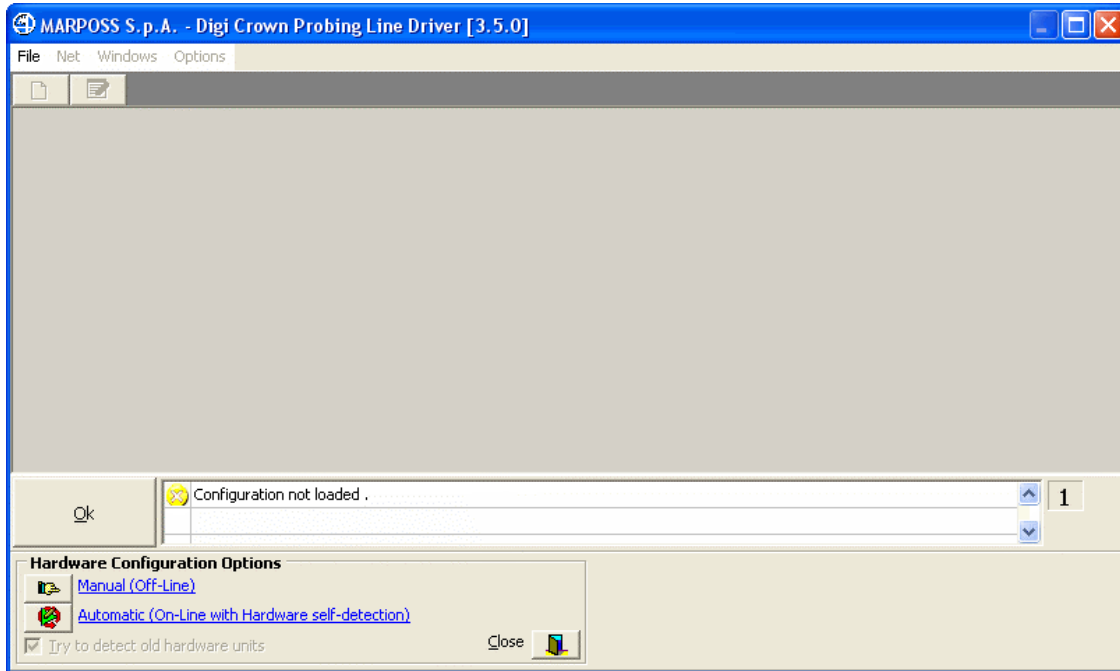 MARPOSS S.p.A. - Digi Crown Probing Line Driver [3.5.0]
File Net Windows Options
Configuration not loaded .
1
Ok
Hardware Configuration Options
Manual (Off-Line)
Automatic (On-Line with Hardware self-detection)
Try to detect old hardware units
Close